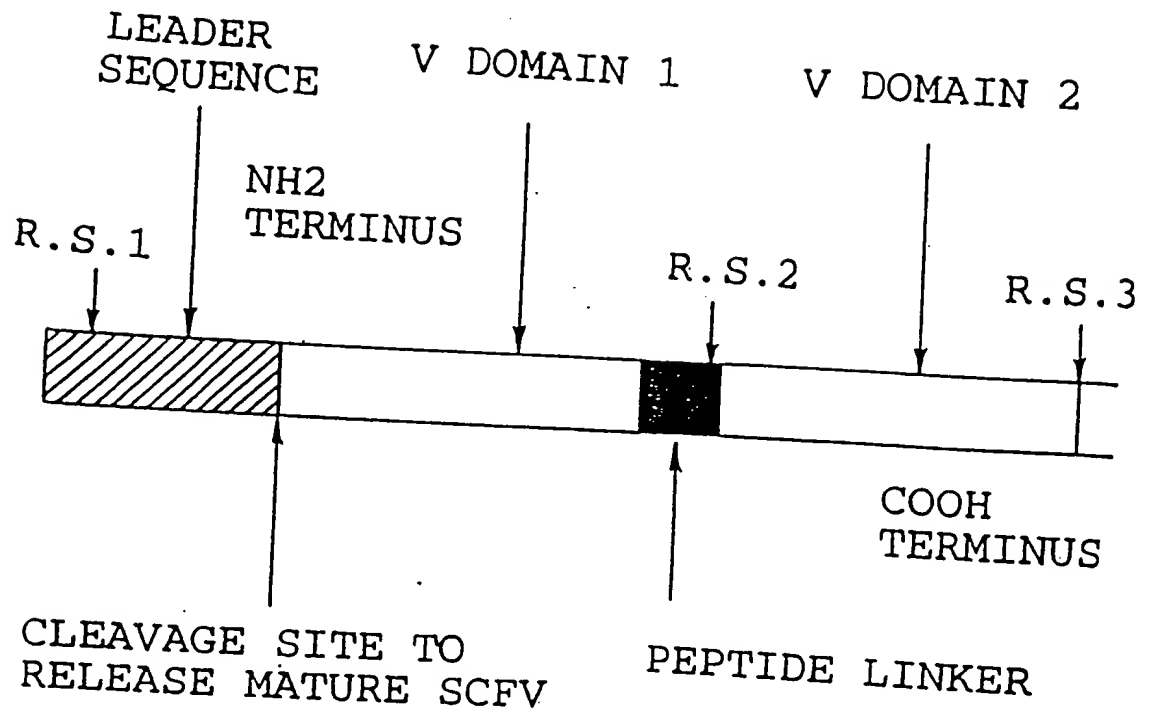 LEADER
SEQUENCE
V DOMAIN 1
V DOMAIN 2
NH2
TERMINUS
R.S.1
R.S.2
R.S.3
COOH
TERMINUS
CLEAVAGE SITE TO
RELEASE MATURE SCFV
PEPTIDE LINKER